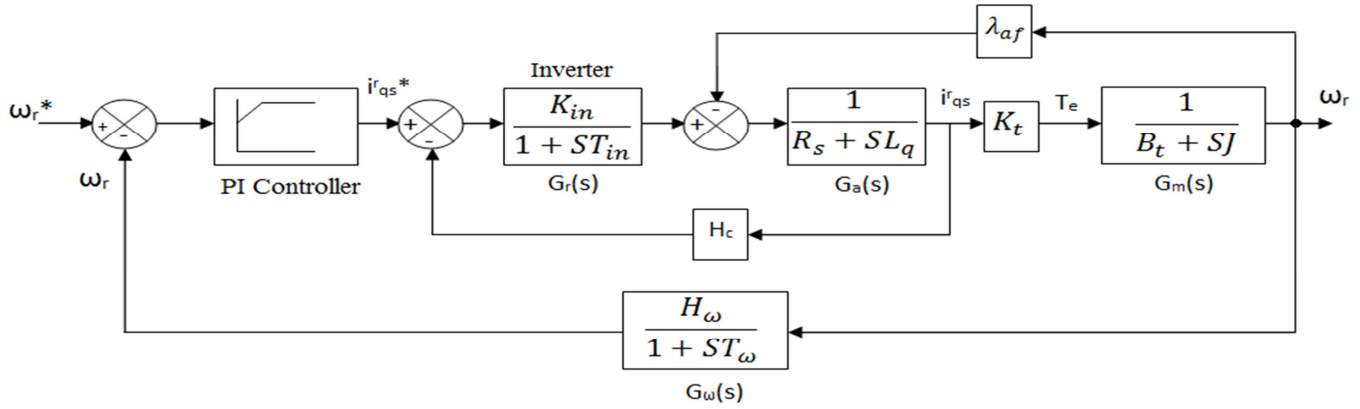 λaf
Inverter
ωr*
+
-
iʳqs*
+
-
Kin
1 + STin
Gr(s)
-
+
1
Rs + SLq
Ga(s)
iʳqs
Kt
Te
1
Bt + SJ
Gm(s)
ωr
ωr
PI Controller
Hc
Hω
1 + STω
Gω(s)